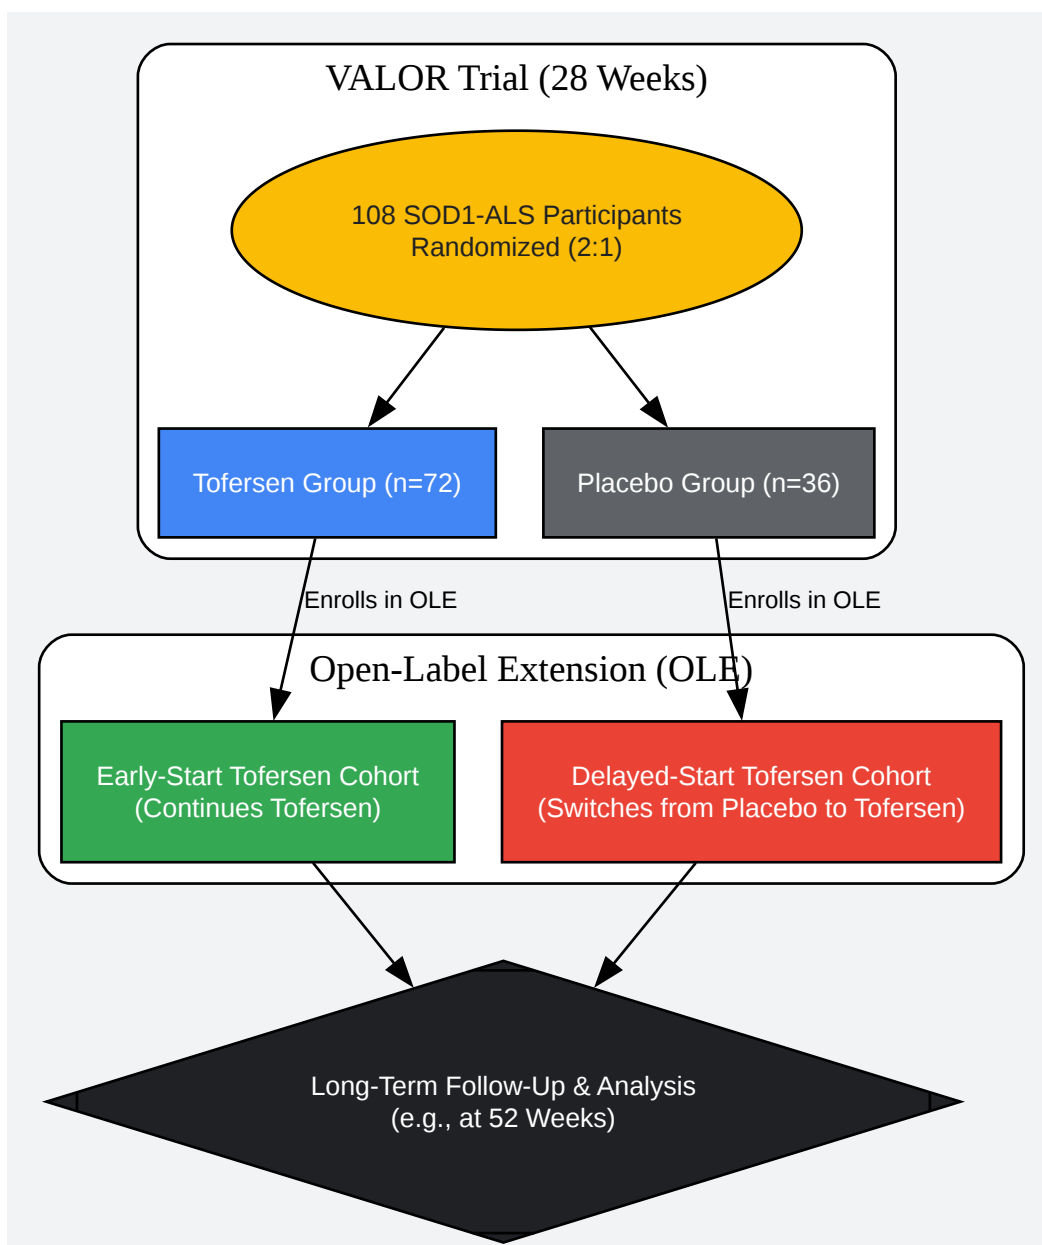 VALOR Trial (28 Weeks)
108 SOD1-ALS Participants
Randomized (2:1)
Tofersen Group (n=72)
Placebo Group (n=36)
Enrolls in OLE
Enrolls in OLE
Open-Label Extension (OLE)
Early-Start Tofersen Cohort
(Continues Tofersen)
Delayed-Start Tofersen Cohort
(Switches from Placebo to Tofersen)
Long-Term Follow-Up & Analysis
(e.g., at 52 Weeks)